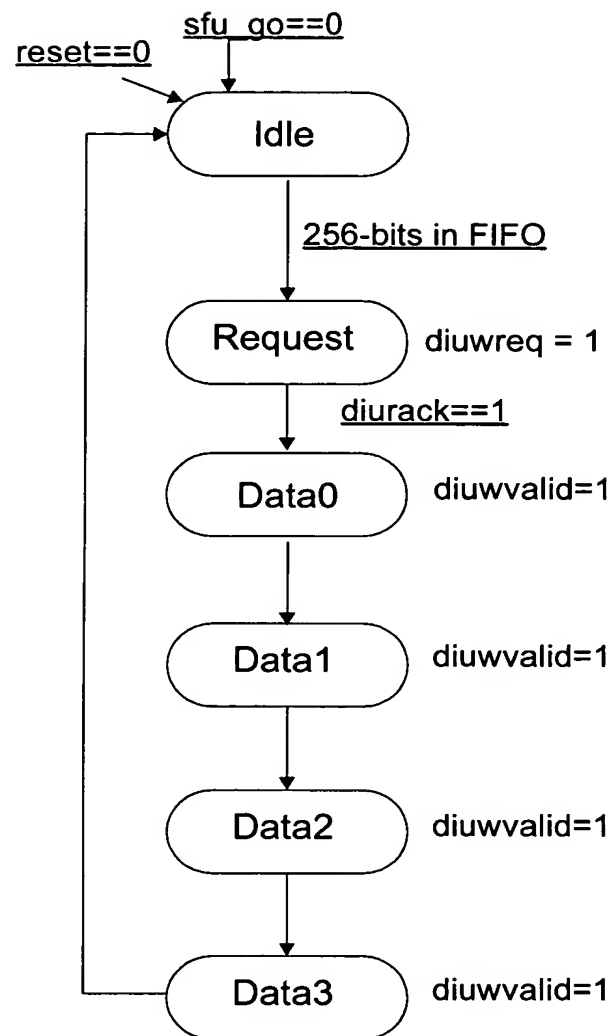 sfu_go==0
reset==0
Idle
256-bits in FIFO
Request
diuwreq = 1
diurack==1
Data0
diuwvalid=1
Data1
diuwvalid=1
Data2
diuwvalid=1
Data3
diuwvalid=1